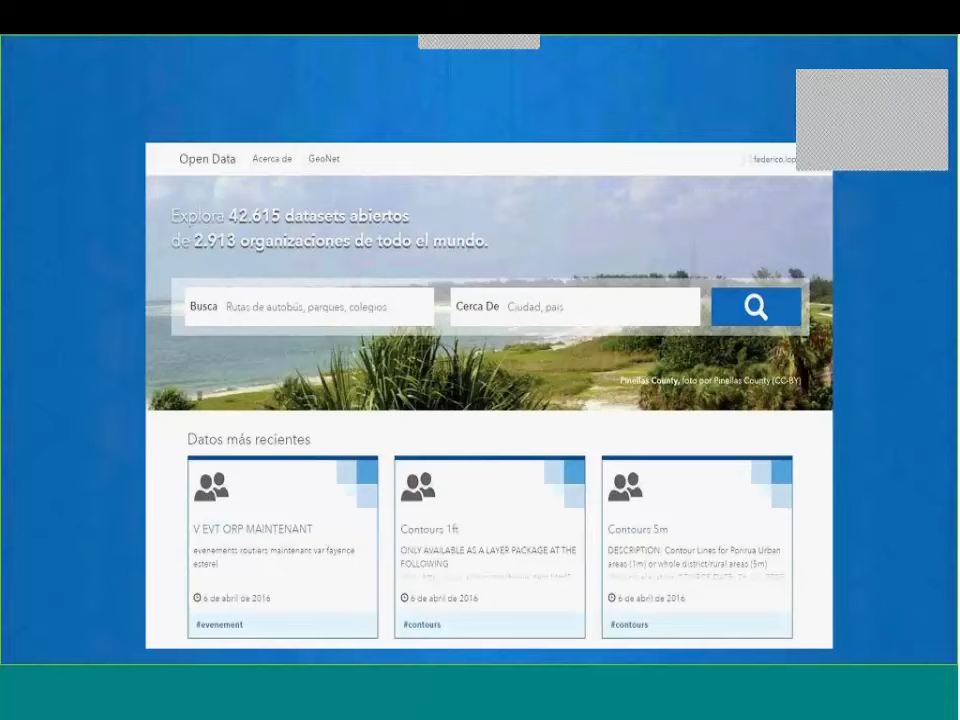 Open Data Acerca de GeoNet federico.lop
Explora 42.615 datasets abiertos
de 2.913 organizaciones de todo el mundo.
Busca Rutas de autobús, parques, colegios Cerca De Ciudad, pais
Pinellas County, foto por Pinellas County (CC-BY)
Datos más recientes
V EVT ORP MAINTENANT
evenements routiers maintenant var fayence
esterel
6 de abril de 2016
#evenement
Contours 1ft
ONLY AVAILABLE AS A LAYER PACKAGE AT THE
FOLLOWING
6 de abril de 2016
#contours
Contours 5m
DESCRIPTION: Contour Lines for Porirua Urban
areas (1m) or whole district/rural areas (5m)
6 de abril de 2016
#contours